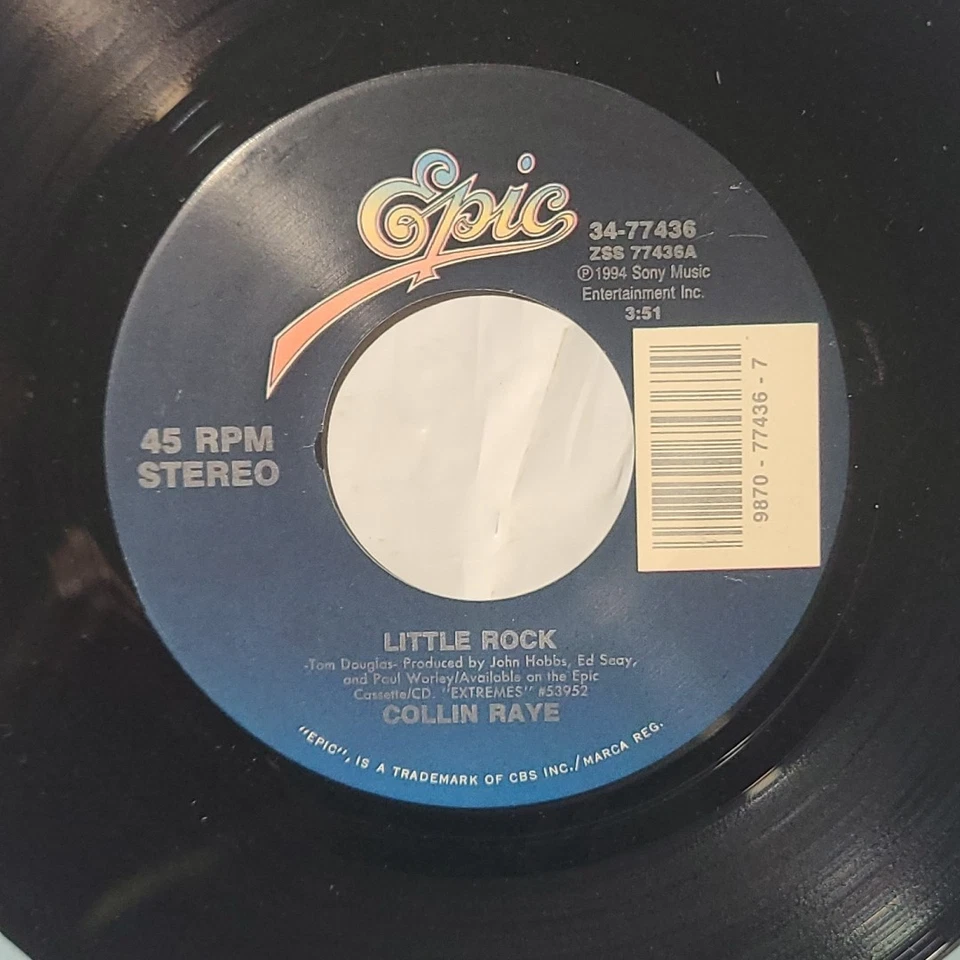 Epic
34-77436
ZSS 77436A
Ⓟ1994 Sony Music
Entertainment Inc.
3:51
9870 - 77436 - 7
45 RPM
STEREO
LITTLE ROCK
-Tom Douglas- Produced by John Hobbs, Ed Seay,
and Paul Worley/Available on the Epic
Cassette/CD. "EXTREMES" #53952
COLLIN RAYE
"EPIC", IS A TRADEMARK OF CBS INC./MARCA REG.